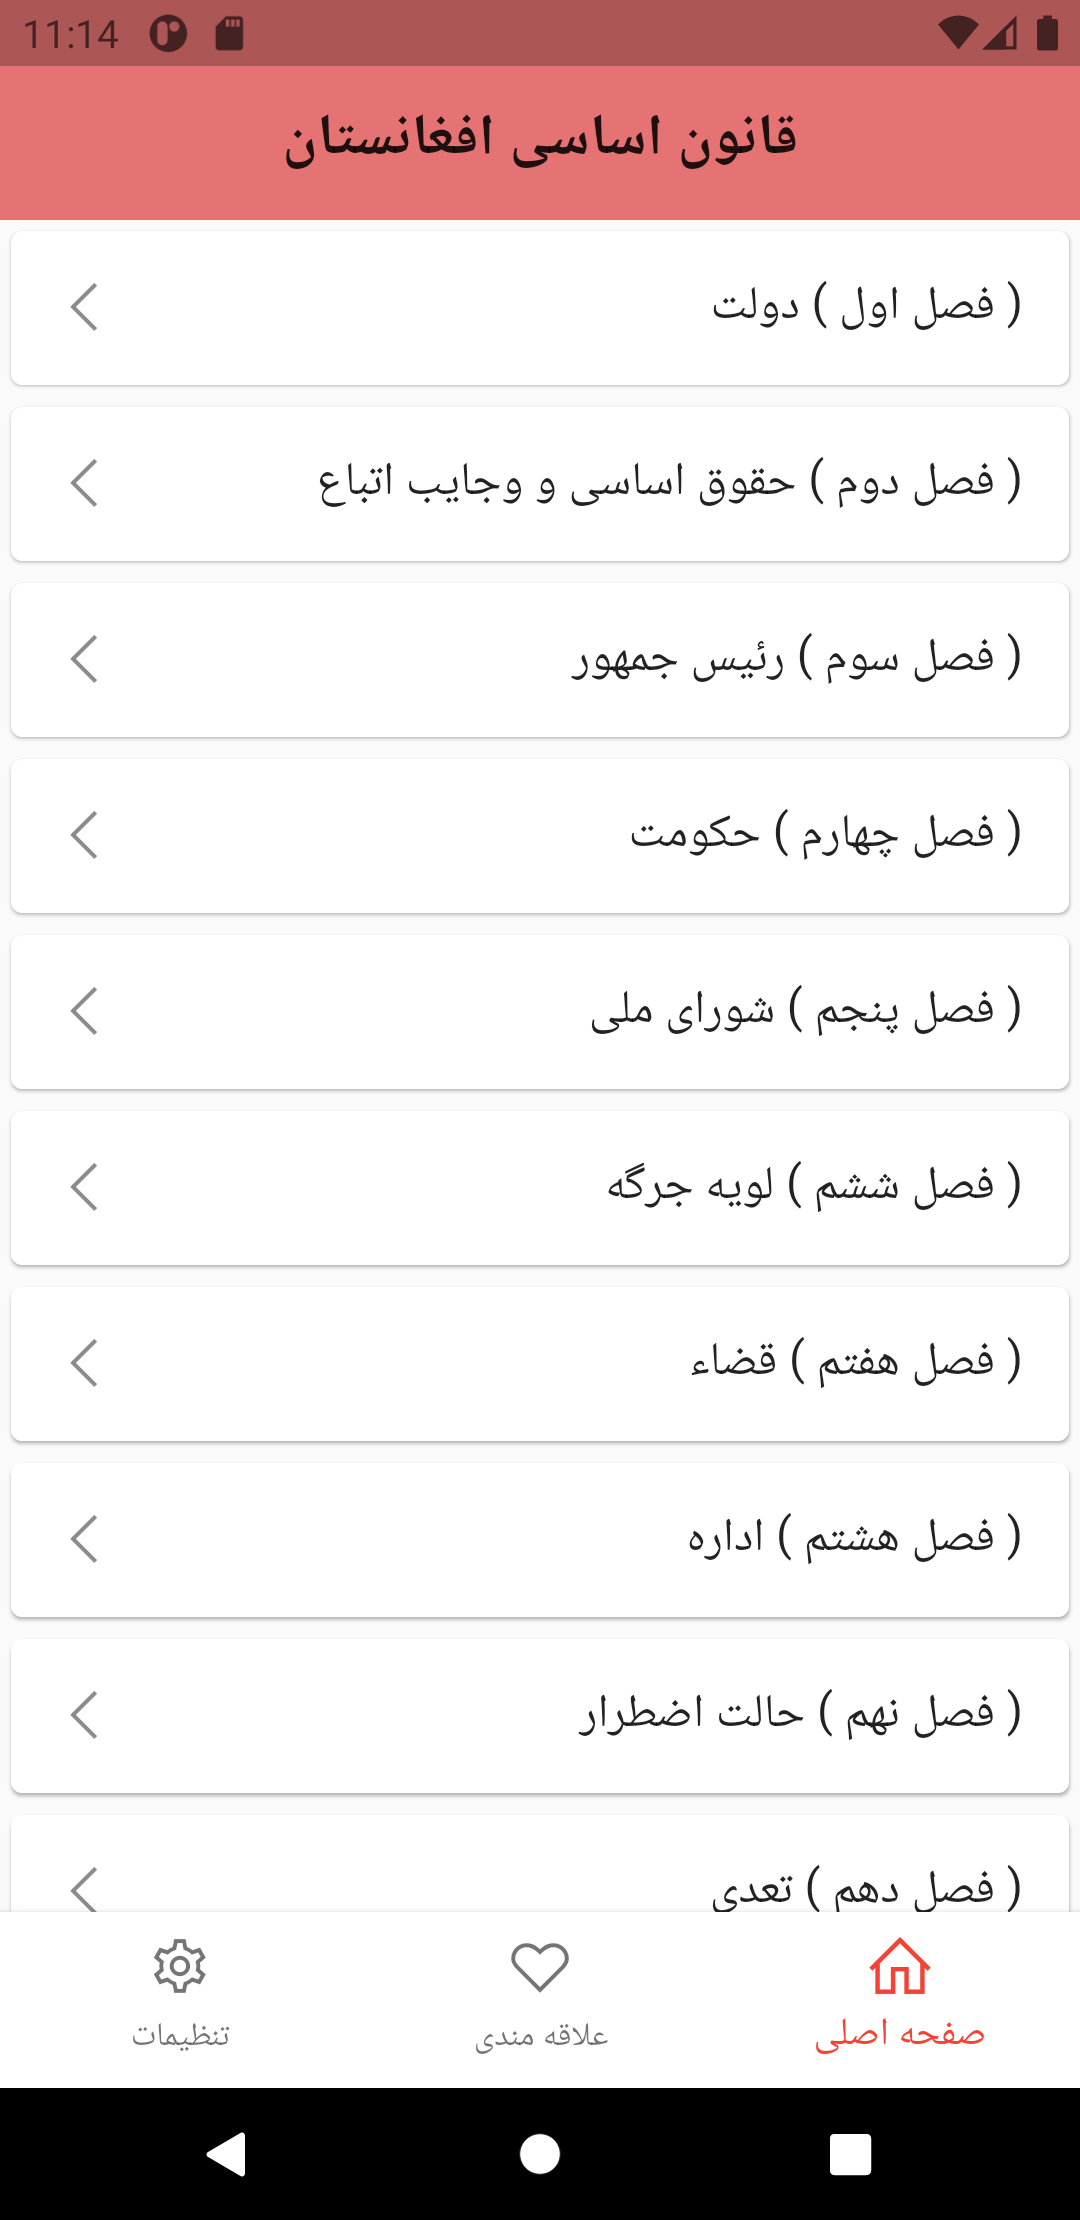 11:14
قانون اساسی افغانستان
( فصل اول ) دولت
( فصل دوم ) حقوق اساسی و وجایب اتباع
( فصل سوم ) رئیس جمهور
( فصل چهارم ) حکومت
( فصل پنجم ) شورای ملی
( فصل ششم ) لویه جرگه
( فصل هفتم ) قضاء
( فصل هشتم ) اداره
( فصل نهم ) حالت اضطرار
( فصل دهم ) تعدی
صفحه اصلی
علاقه مندی
تنظیمات